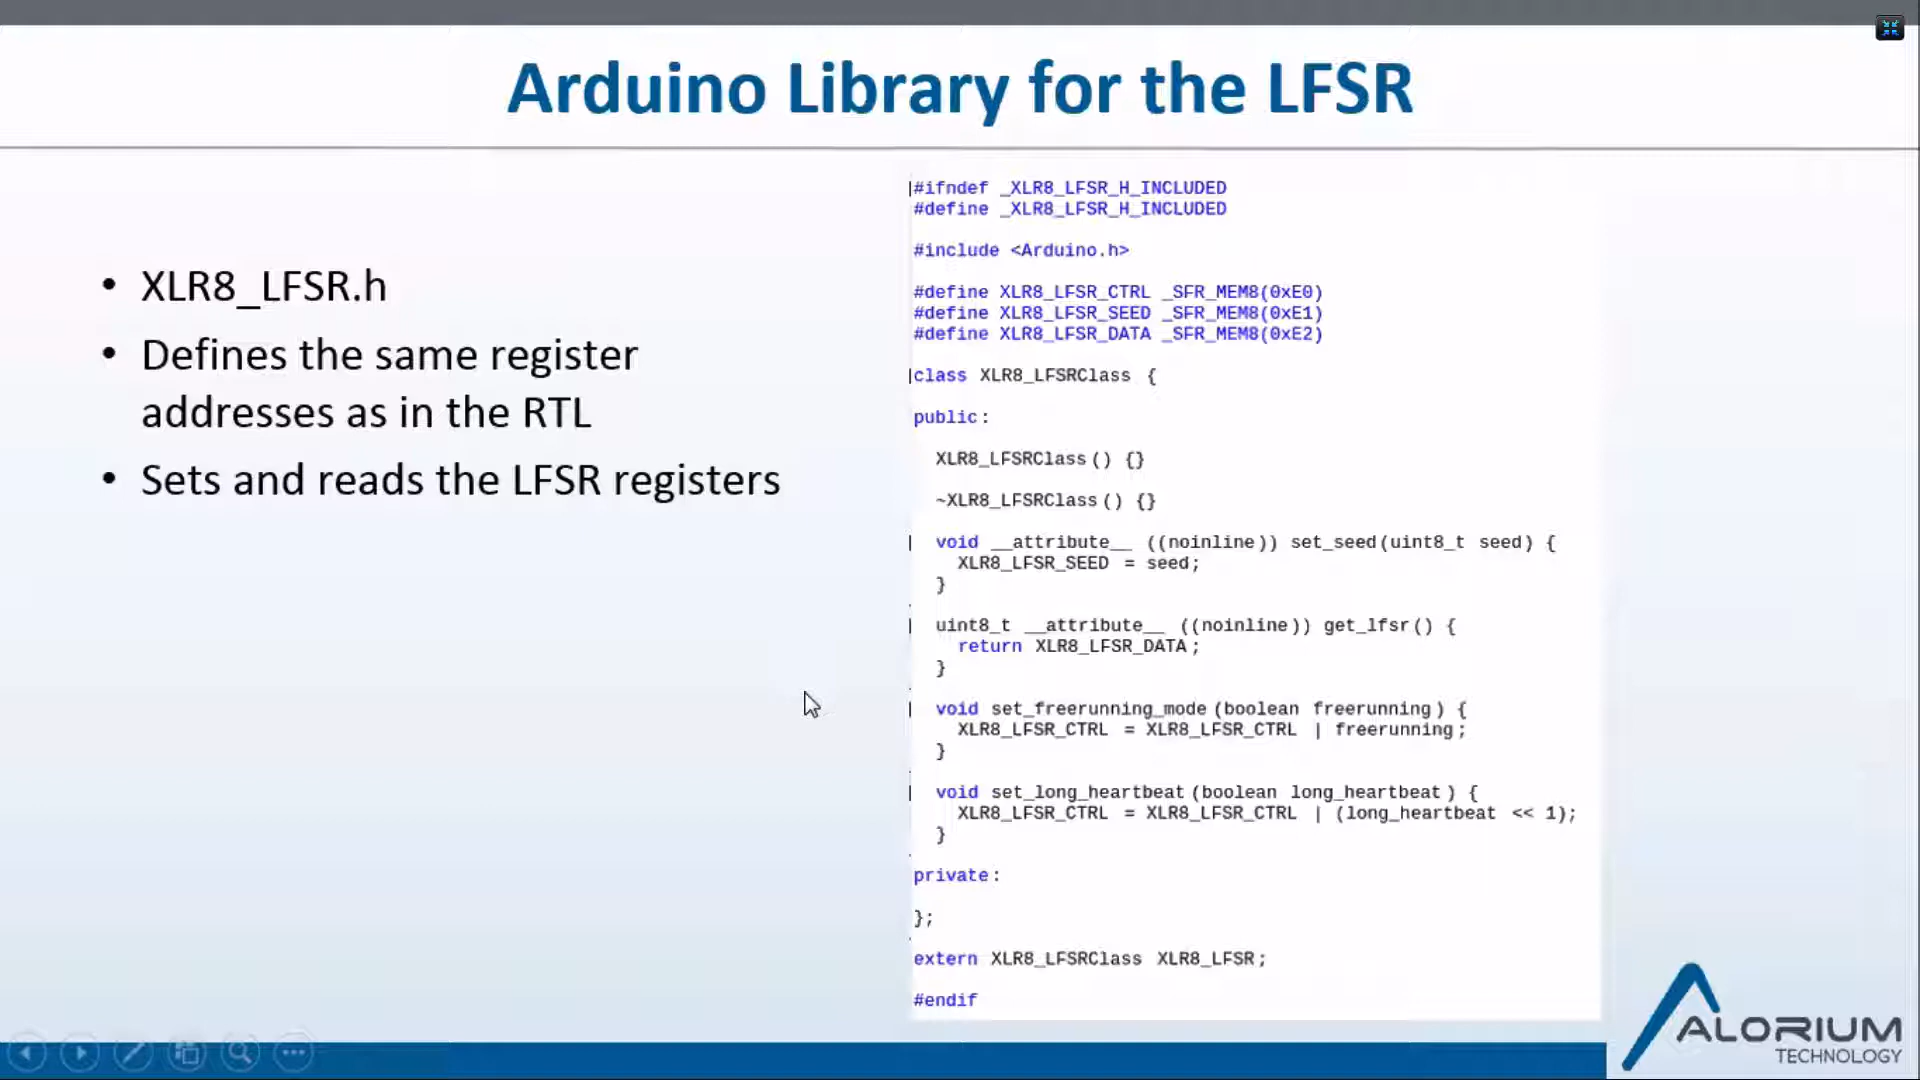 Arduino Library for the LFSR
• XLR8_LFSR.h
• Defines the same register
addresses as in the RTL
• Sets and reads the LFSR registers
#ifndef _XLR8_LFSR_H_INCLUDED
#define _XLR8_LFSR_H_INCLUDED
#include <Arduino.h>
#define XLR8_LFSR_CTRL _SFR_MEM8(0xE0)
#define XLR8_LFSR_SEED _SFR_MEM8(0xE1)
#define XLR8_LFSR_DATA _SFR_MEM8(0xE2)
class XLR8_LFSRClass {
public:
XLR8_LFSRClass() {}
~XLR8_LFSRClass() {}
void __attribute__ ((noinline)) set_seed(uint8_t seed) {
XLR8_LFSR_SEED = seed;
}
uint8_t __attribute__ ((noinline)) get_lfsr() {
return XLR8_LFSR_DATA;
}
void set_freerunning_mode(boolean freerunning) {
XLR8_LFSR_CTRL = XLR8_LFSR_CTRL | freerunning;
}
void set_long_heartbeat(boolean long_heartbeat) {
XLR8_LFSR_CTRL = XLR8_LFSR_CTRL | (long_heartbeat << 1);
}
private:
};
extern XLR8_LFSRClass XLR8_LFSR;
#endif
ALORIUM
TECHNOLOGY